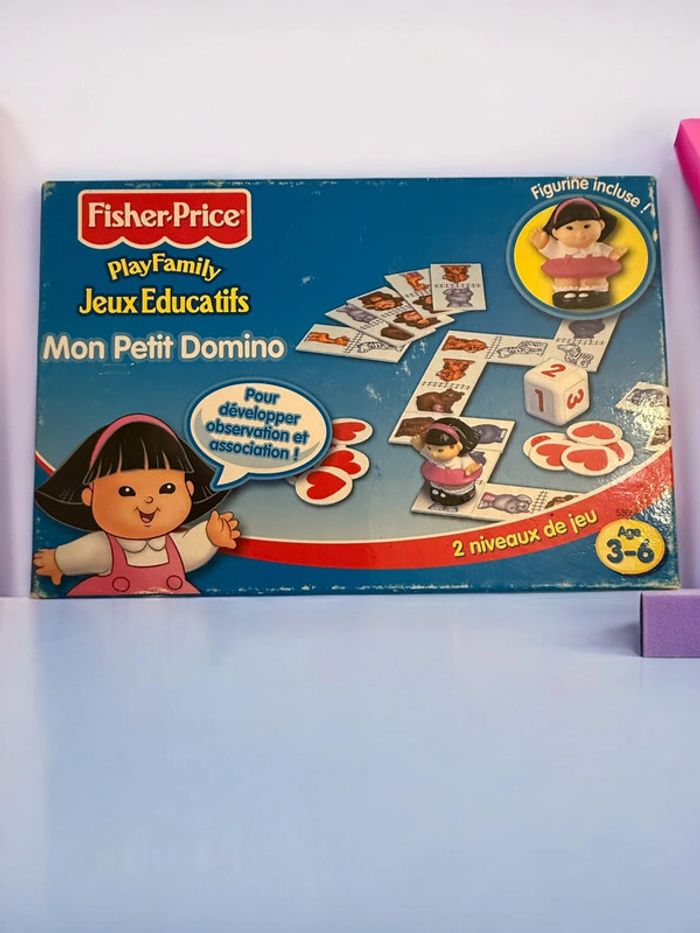 Fisher-Price
PlayFamily
Jeux Educatifs
Mon Petit Domino
Figurine incluse !
Pour
développer
observation et
association !
2
1
3
2 niveaux de jeu
Age
3-6